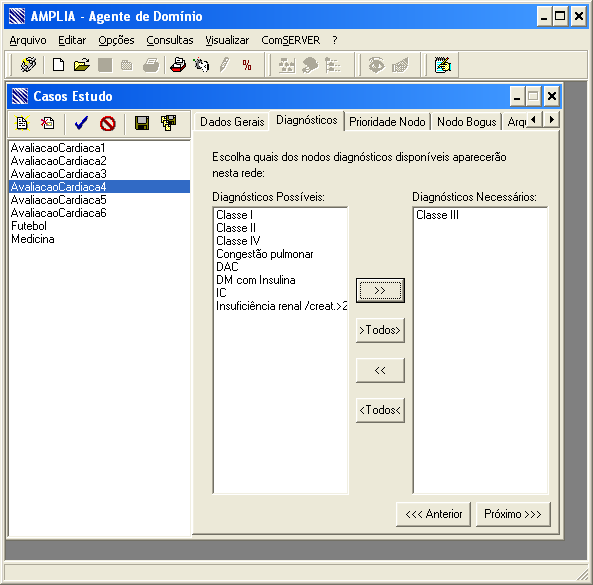 AMPLIA - Agente de Domínio
Arquivo Editar Opções Consultas Visualizar ComSERVER ?
%
Casos Estudo
Dados Gerais Diagnósticos Prioridade Nodo Nodo Bogus Arq
AvaliacaoCardiaca1
AvaliacaoCardiaca2
AvaliacaoCardiaca3
AvaliacaoCardiaca4
AvaliacaoCardiaca5
AvaliacaoCardiaca6
Futebol
Medicina
Escolha quais dos nodos diagnósticos disponíveis aparecerão
nesta rede:
Diagnósticos Possíveis:
Classe I
Classe II
Classe IV
Congestão pulmonar
DAC
DM com Insulina
IC
Insuficiência renal /creat.>2
>>
>Todos>
<<
<Todos<
Diagnósticos Necessários:
Classe III
<<< Anterior
Próximo >>>